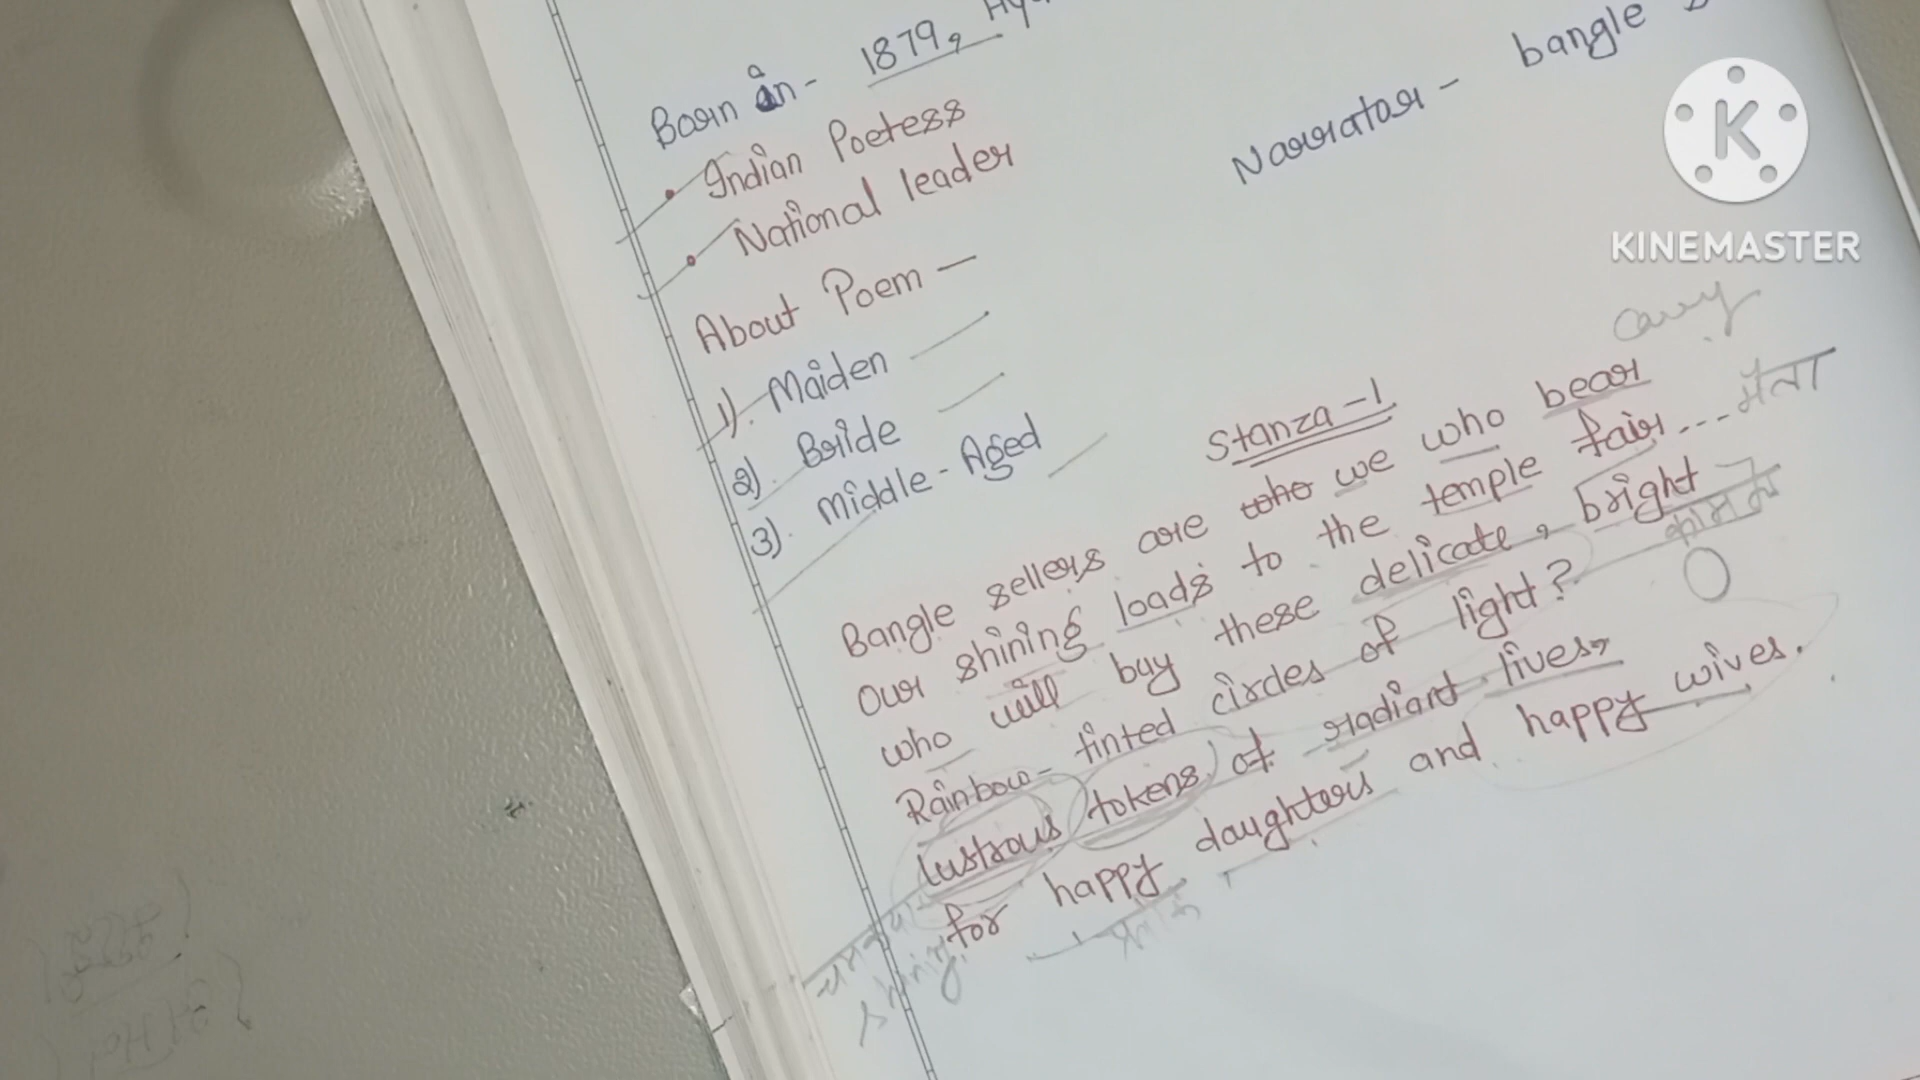 Born in - 1879,
• Indian Poetess
• National leader
Narrator - bangle
KINEMASTER
About Poem —
1). Maiden
2). Bride
3). Middle - Aged
carry
Stanza - 1
Bangle sellers are who we who bear
our shining loads to the temple fair... मेला
who will buy these delicate, bright
Rainbow - tinted circles of light?
lustrous tokens of radiant lives,
for happy daughters and happy wives.
shining